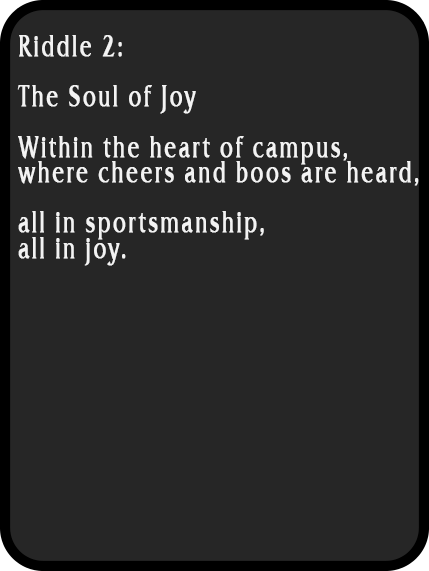 Riddle 2:
The Soul of Joy
Within the heart of campus,
where cheers and boos are heard,
all in sportsmanship,
all in joy.